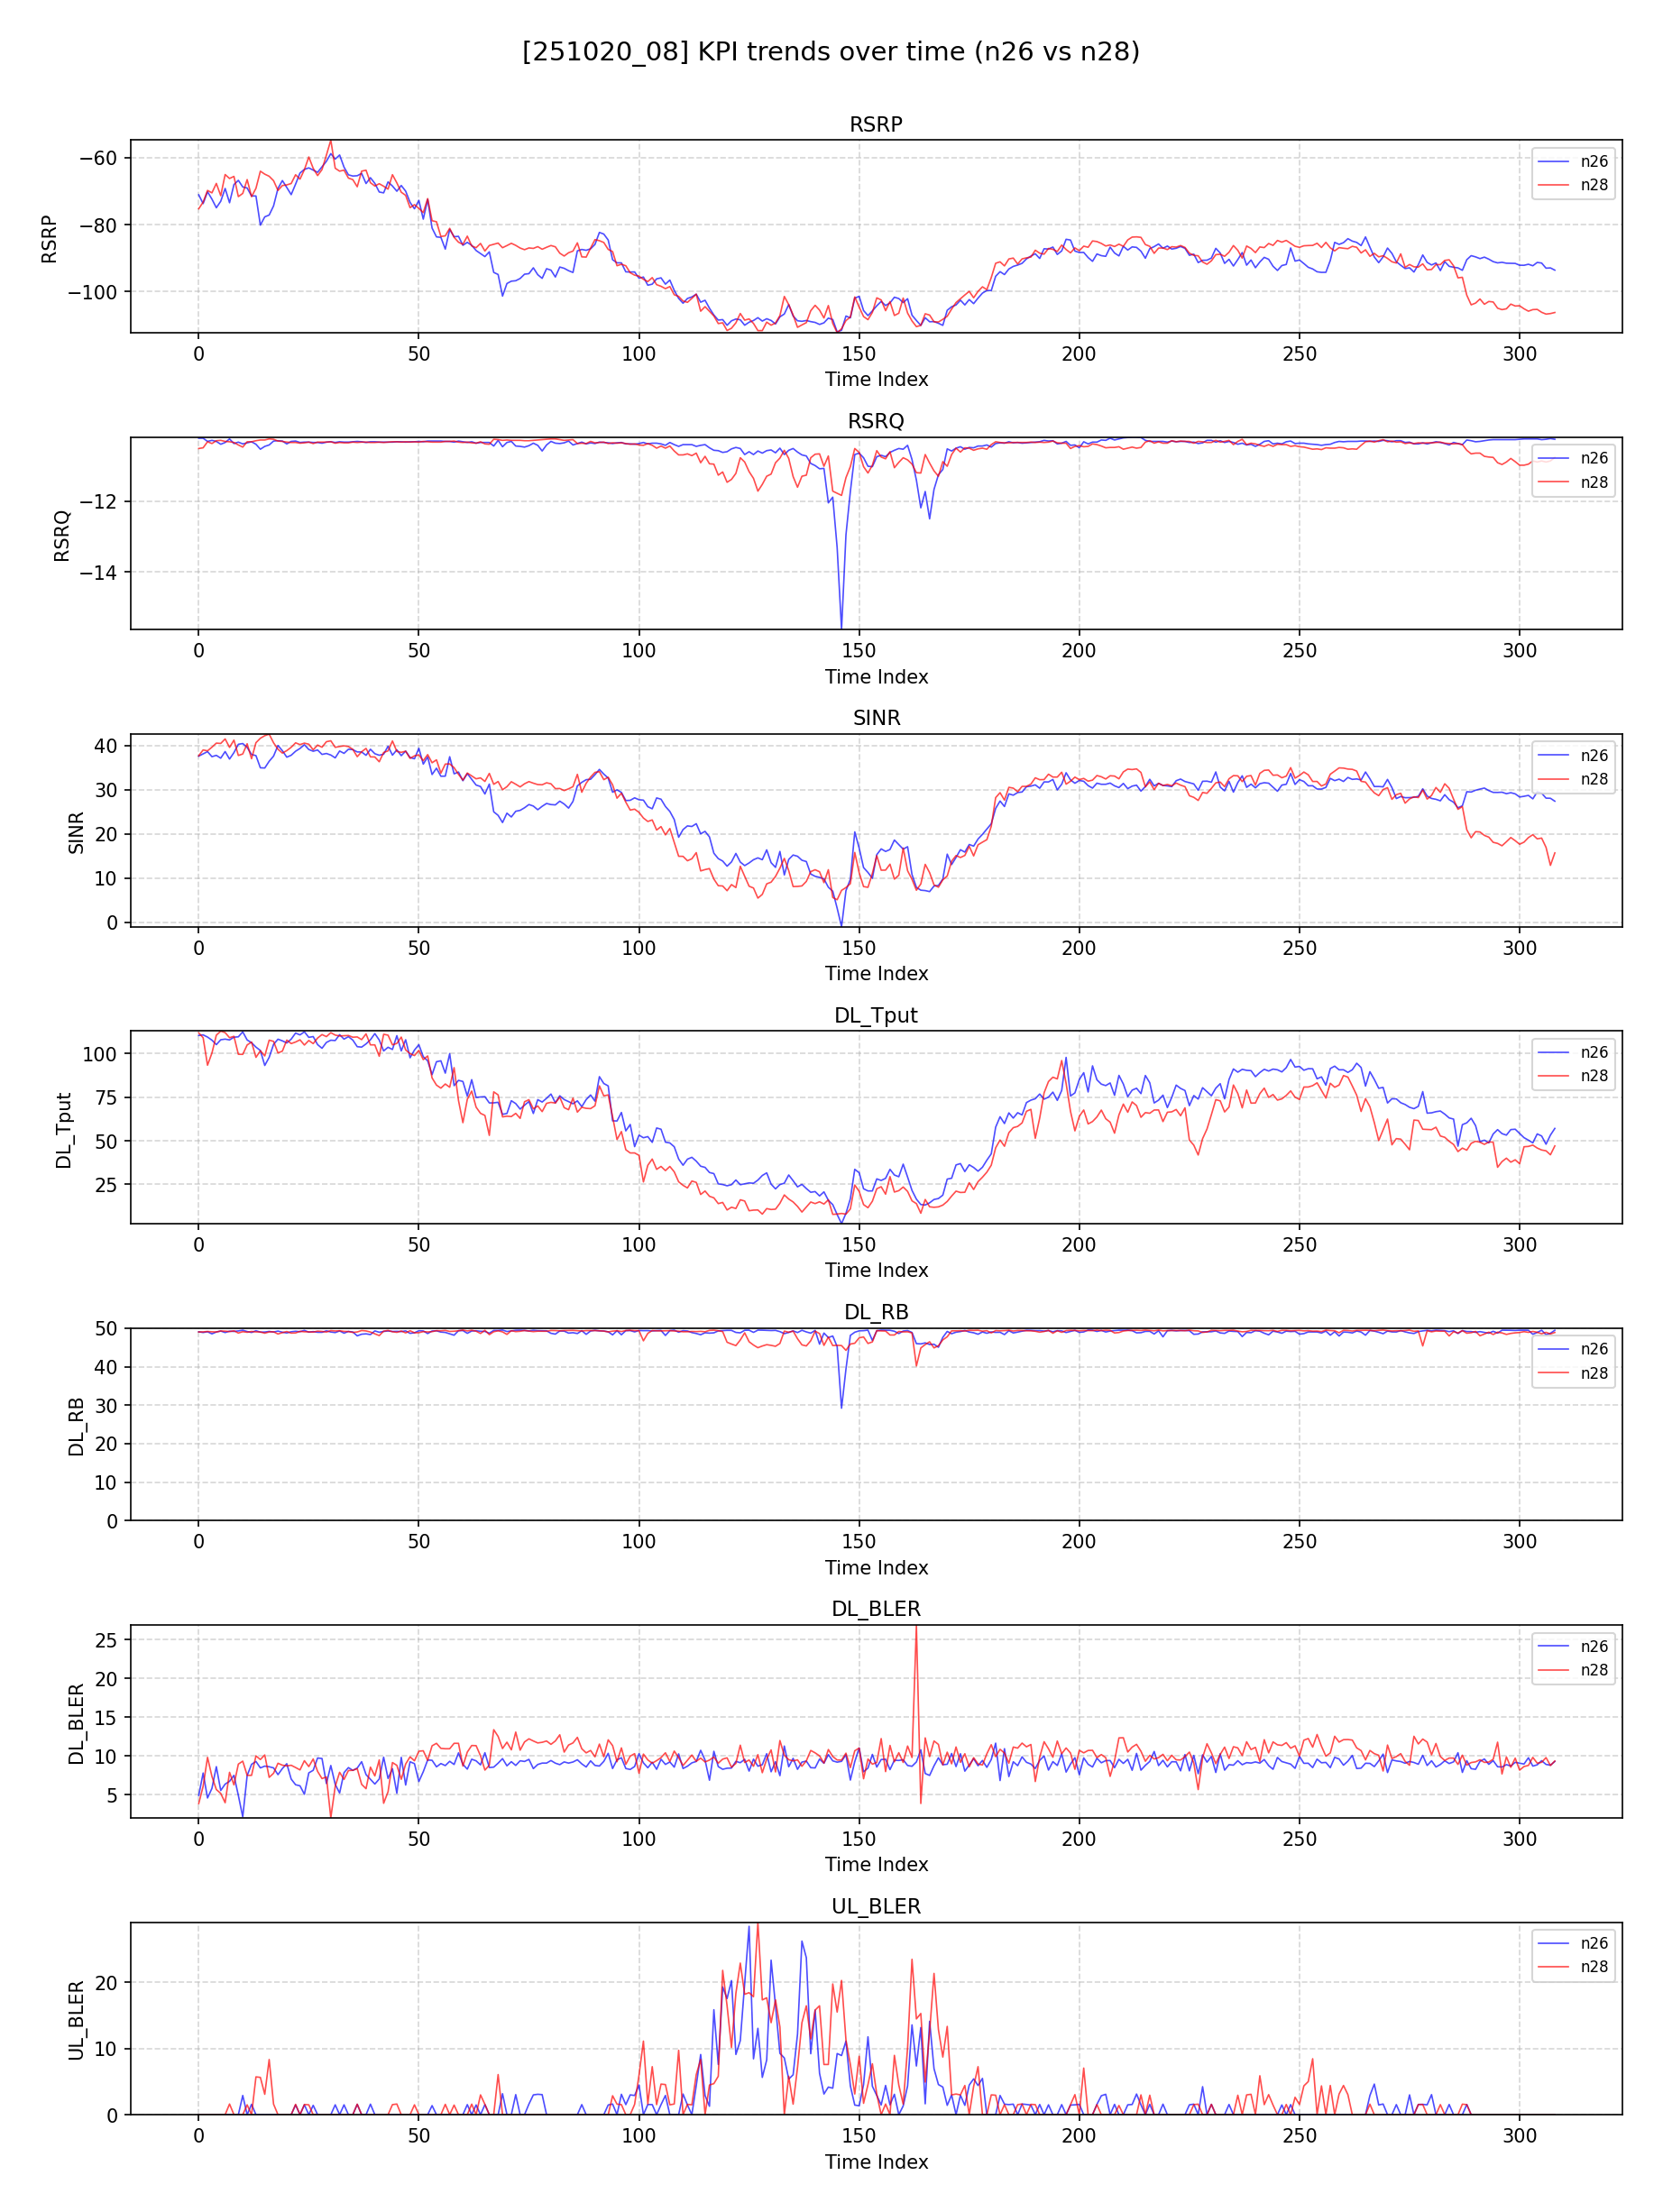 [251020_08] KPI trends over time (n26 vs n28)
RSRP
RSRP
−60
−80
−100
n26
n28
0 50 100 150 200 250 300
Time Index
RSRQ
RSRQ
−12
−14
n26
n28
0 50 100 150 200 250 300
Time Index
SINR
SINR
40
30
20
10
0
n26
n28
0 50 100 150 200 250 300
Time Index
DL_Tput
DL_Tput
100
75
50
25
n26
n28
0 50 100 150 200 250 300
Time Index
DL_RB
DL_RB
50
40
30
20
10
0
n26
n28
0 50 100 150 200 250 300
Time Index
DL_BLER
DL_BLER
25
20
15
10
5
n26
n28
0 50 100 150 200 250 300
Time Index
UL_BLER
UL_BLER
20
10
0
n26
n28
0 50 100 150 200 250 300
Time Index